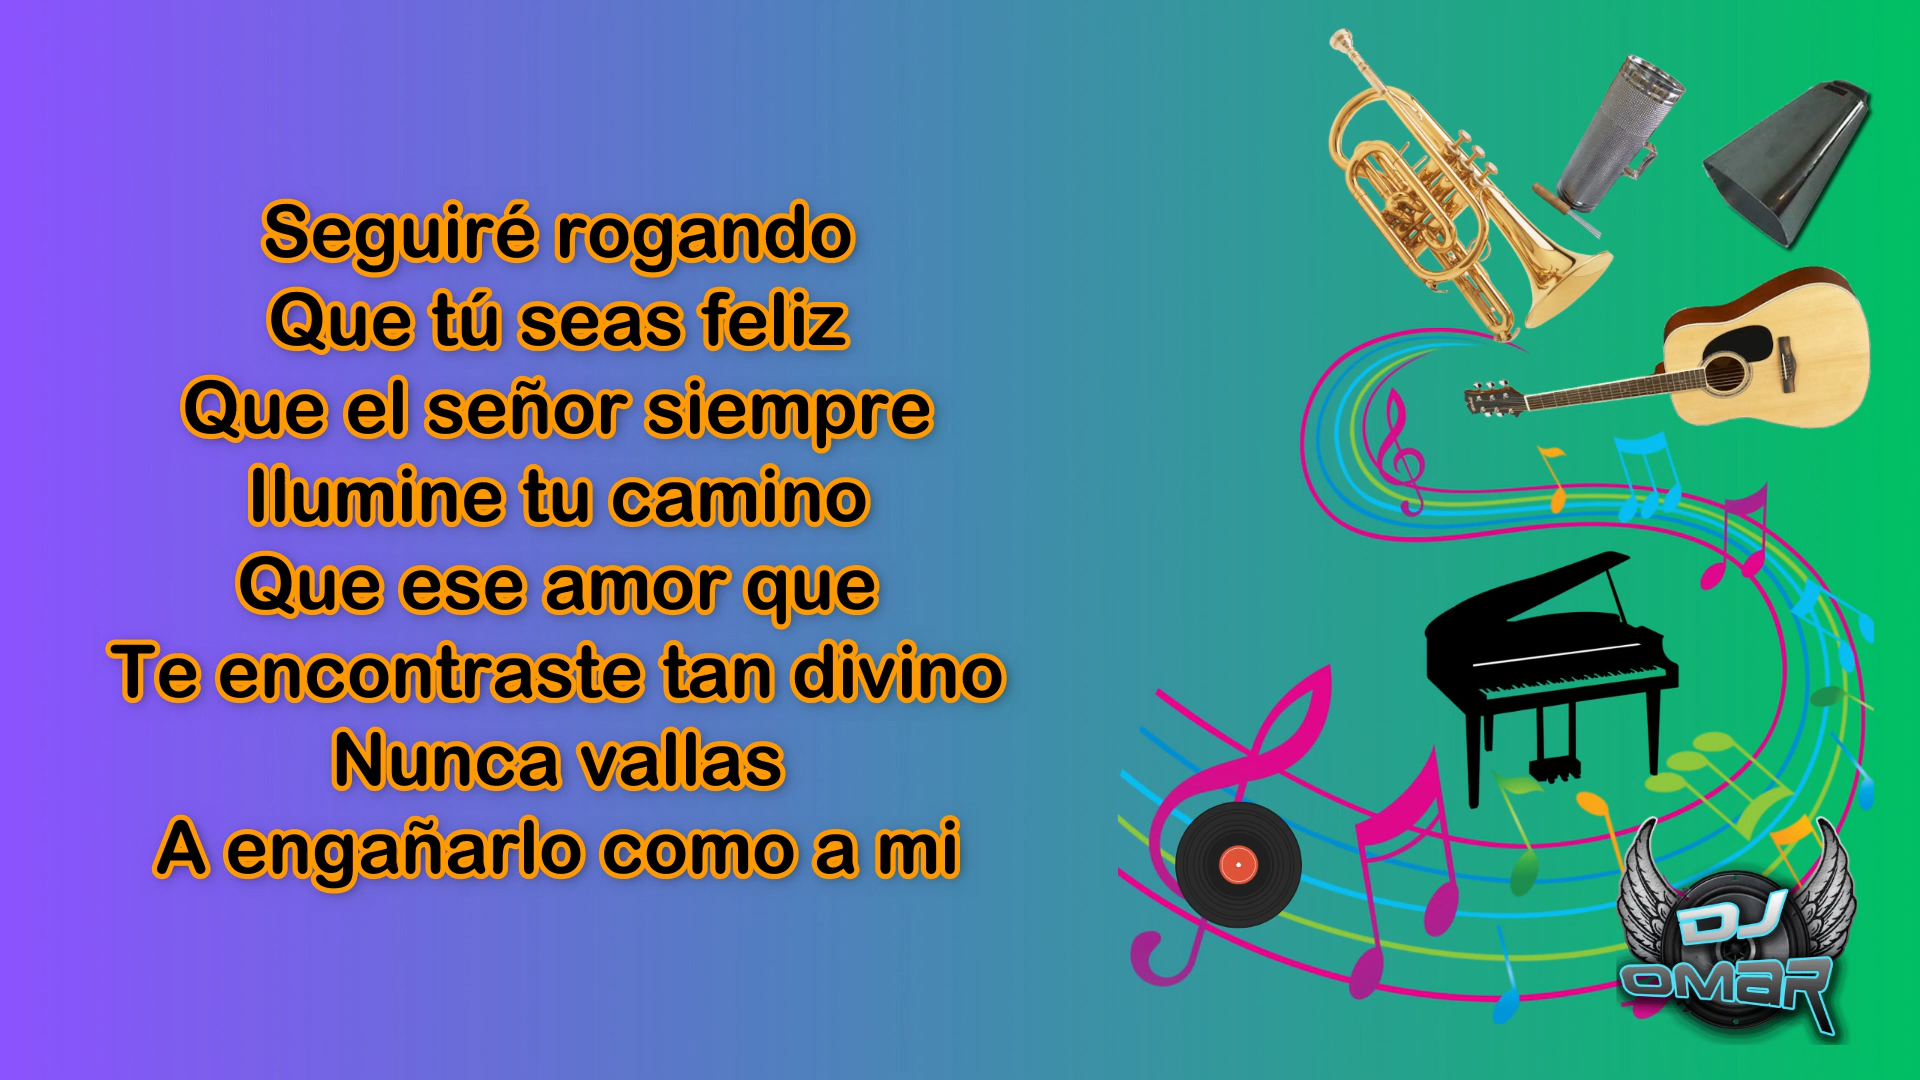 Seguiré rogando
Que tú seas feliz
Que el señor siempre
Ilumine tu camino
Que ese amor que
Te encontraste tan divino
Nunca vallas
A engañarlo como a mi
DJ
OMAR